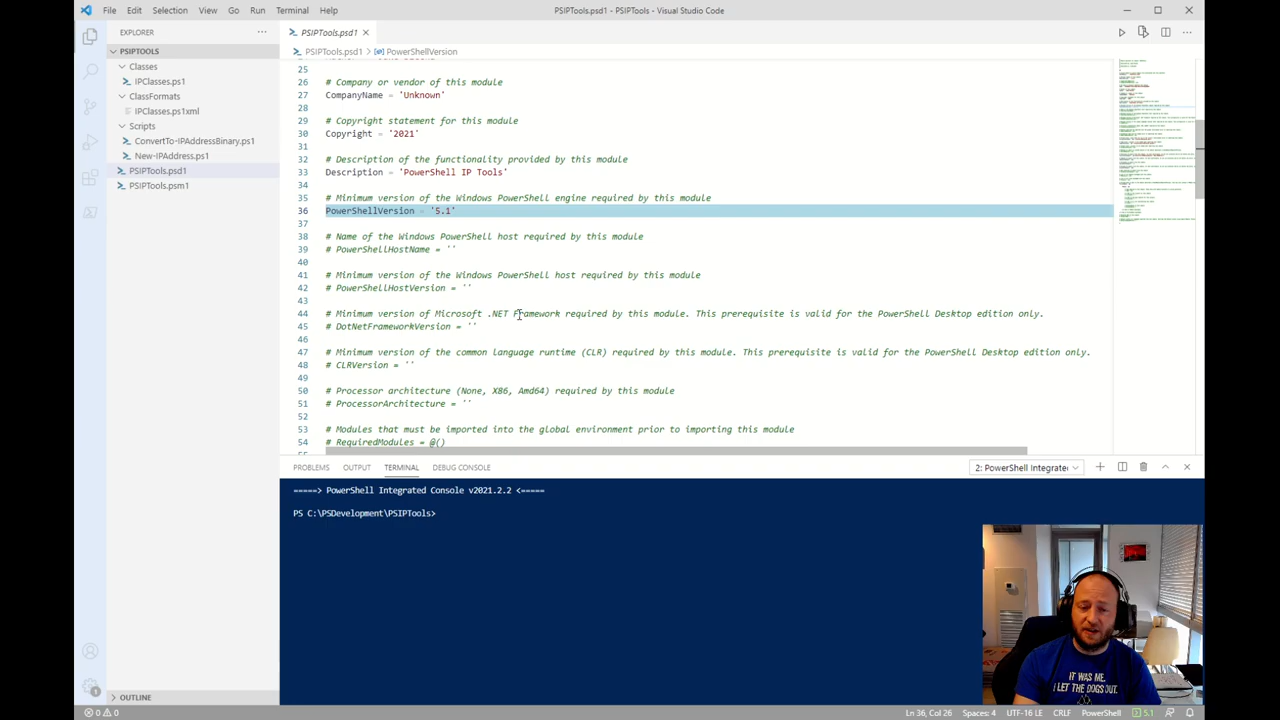 File Edit Selection View Go Run Terminal Help
PSIPTools.psd1 - PSIPTools - Visual Studio Code
EXPLORER
PSIPTOOLS
Classes
IPClasses.ps1
ClassFormats
IPClasses.ps1xml
Scripts
ConvertTo-IPAddressBinary.ps1
New-IPAddress.ps1
PSIPTools.psd1
PSIPTools.psm1
OUTLINE
PSIPTools.psd1
PSIPTools.psd1 > PowerShellVersion
25
26 # Company or vendor of this module
27 CompanyName = 'Unknown'
28
29 # Copyright statement for this module
30 Copyright = '2021'
31
32 # Description of the functionality provided by this module
33 Description = 'PowerShell IP Tools'
34
35 # Minimum version of the Windows PowerShell engine required by this module
36 PowerShellVersion = '5.1'
37
38 # Name of the Windows PowerShell host required by this module
39 # PowerShellHostName = ''
40
41 # Minimum version of the Windows PowerShell host required by this module
42 # PowerShellHostVersion = ''
43
44 # Minimum version of Microsoft .NET Framework required by this module. This prerequisite is valid for the PowerShell Desktop edition only.
45 # DotNetFrameworkVersion = ''
46
47 # Minimum version of the common language runtime (CLR) required by this module. This prerequisite is valid for the PowerShell Desktop edition only.
48 # CLRVersion = ''
49
50 # Processor architecture (None, X86, Amd64) required by this module
51 # ProcessorArchitecture = ''
52
53 # Modules that must be imported into the global environment prior to importing this module
54 # RequiredModules = @()
PROBLEMS OUTPUT TERMINAL DEBUG CONSOLE
2: PowerShell Integrate
=====> PowerShell Integrated Console v2021.2.2 <=====
PS C:\PSDevelopment\PSIPTools>
IT WAS ME.
I LET THE DOGS OUT.
0 0
Ln 36, Col 26 Spaces: 4 UTF-16 LE CRLF PowerShell 5.1